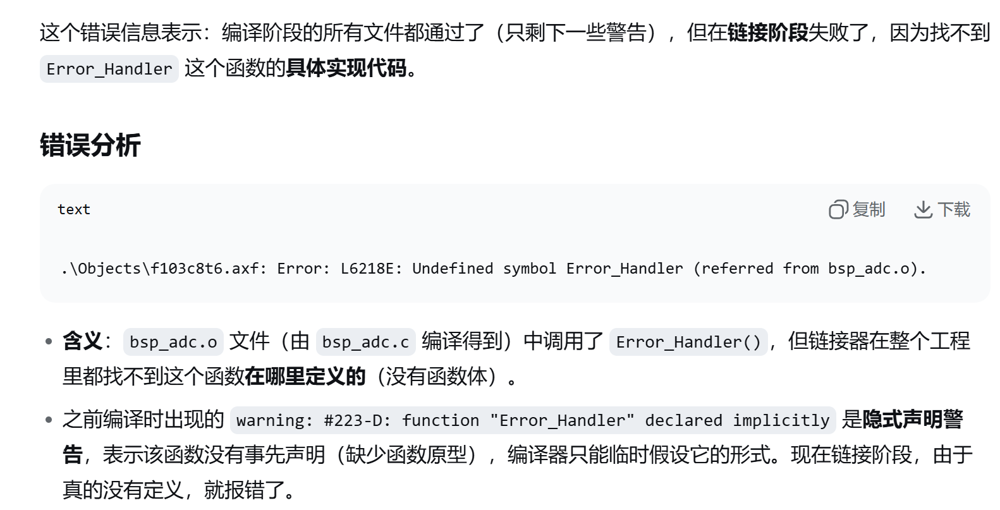 这个错误信息表示：编译阶段的所有文件都通过了（只剩下一些警告），但在链接阶段失败了，因为找不到
Error_Handler 这个函数的具体实现代码。
错误分析
text
复制
下载
.\Objects\f103c8t6.axf: Error: L6218E: Undefined symbol Error_Handler (referred from bsp_adc.o).
• 含义： bsp_adc.o 文件（由 bsp_adc.c 编译得到）中调用了 Error_Handler()，但链接器在整个工程
里都找不到这个函数在哪里定义的（没有函数体）。
• 之前编译时出现的 warning: #223-D: function "Error_Handler" declared implicitly 是隐式声明警
告，表示该函数没有事先声明（缺少函数原型），编译器只能临时假设它的形式。现在链接阶段，由于
真的没有定义，就报错了。